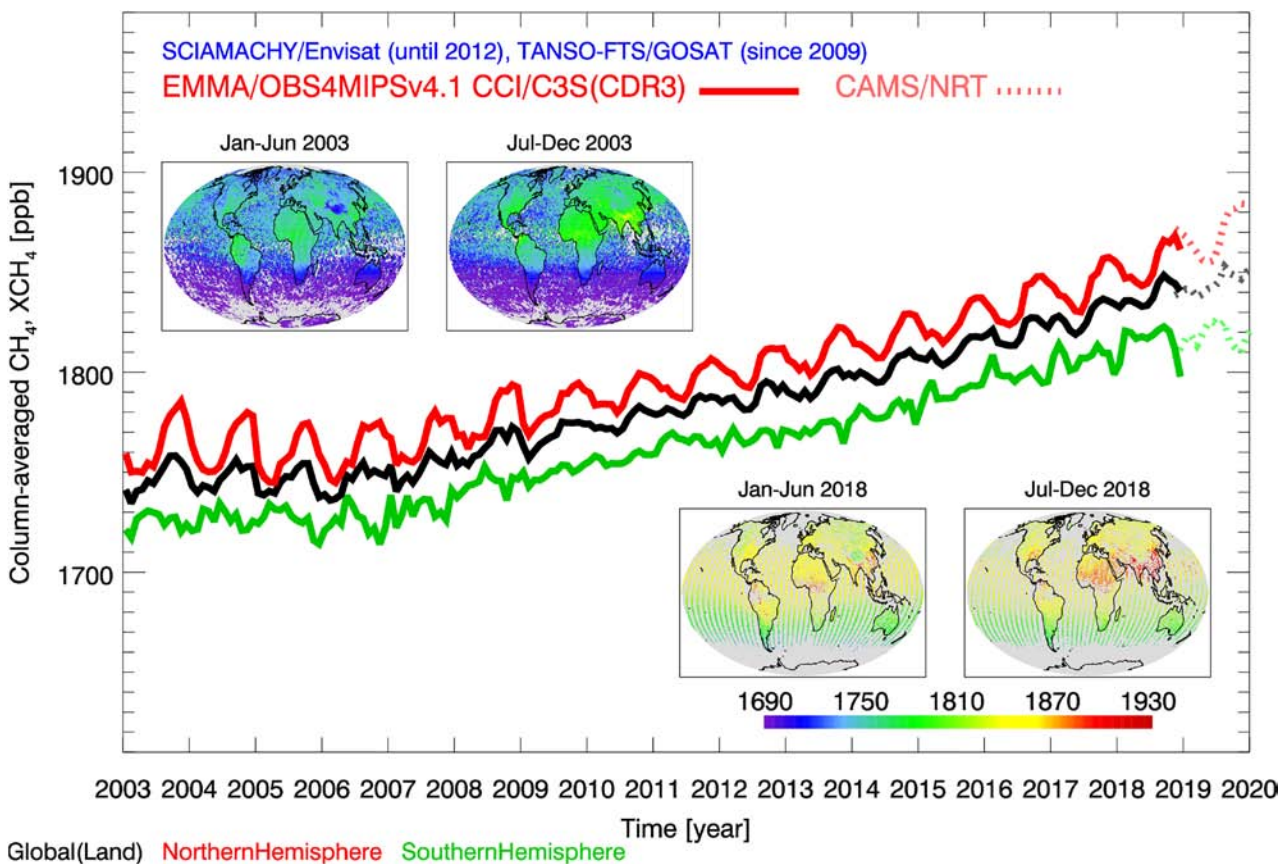 SCIAMACHY/Envisat (until 2012), TANSO-FTS/GOSAT (since 2009)
EMMA/OBS4MIPSv4.1 CCI/C3S(CDR3) CAMS/NRT
Jan-Jun 2003 Jul-Dec 2003
1900
1800
1700
Column-averaged CH₄, XCH₄ [ppb]
Jan-Jun 2018 Jul-Dec 2018
1690 1750 1810 1870 1930
2003 2004 2005 2006 2007 2008 2009 2010 2011 2012 2013 2014 2015 2016 2017 2018 2019 2020
Time [year]
Global(Land) NorthernHemisphere SouthernHemisphere